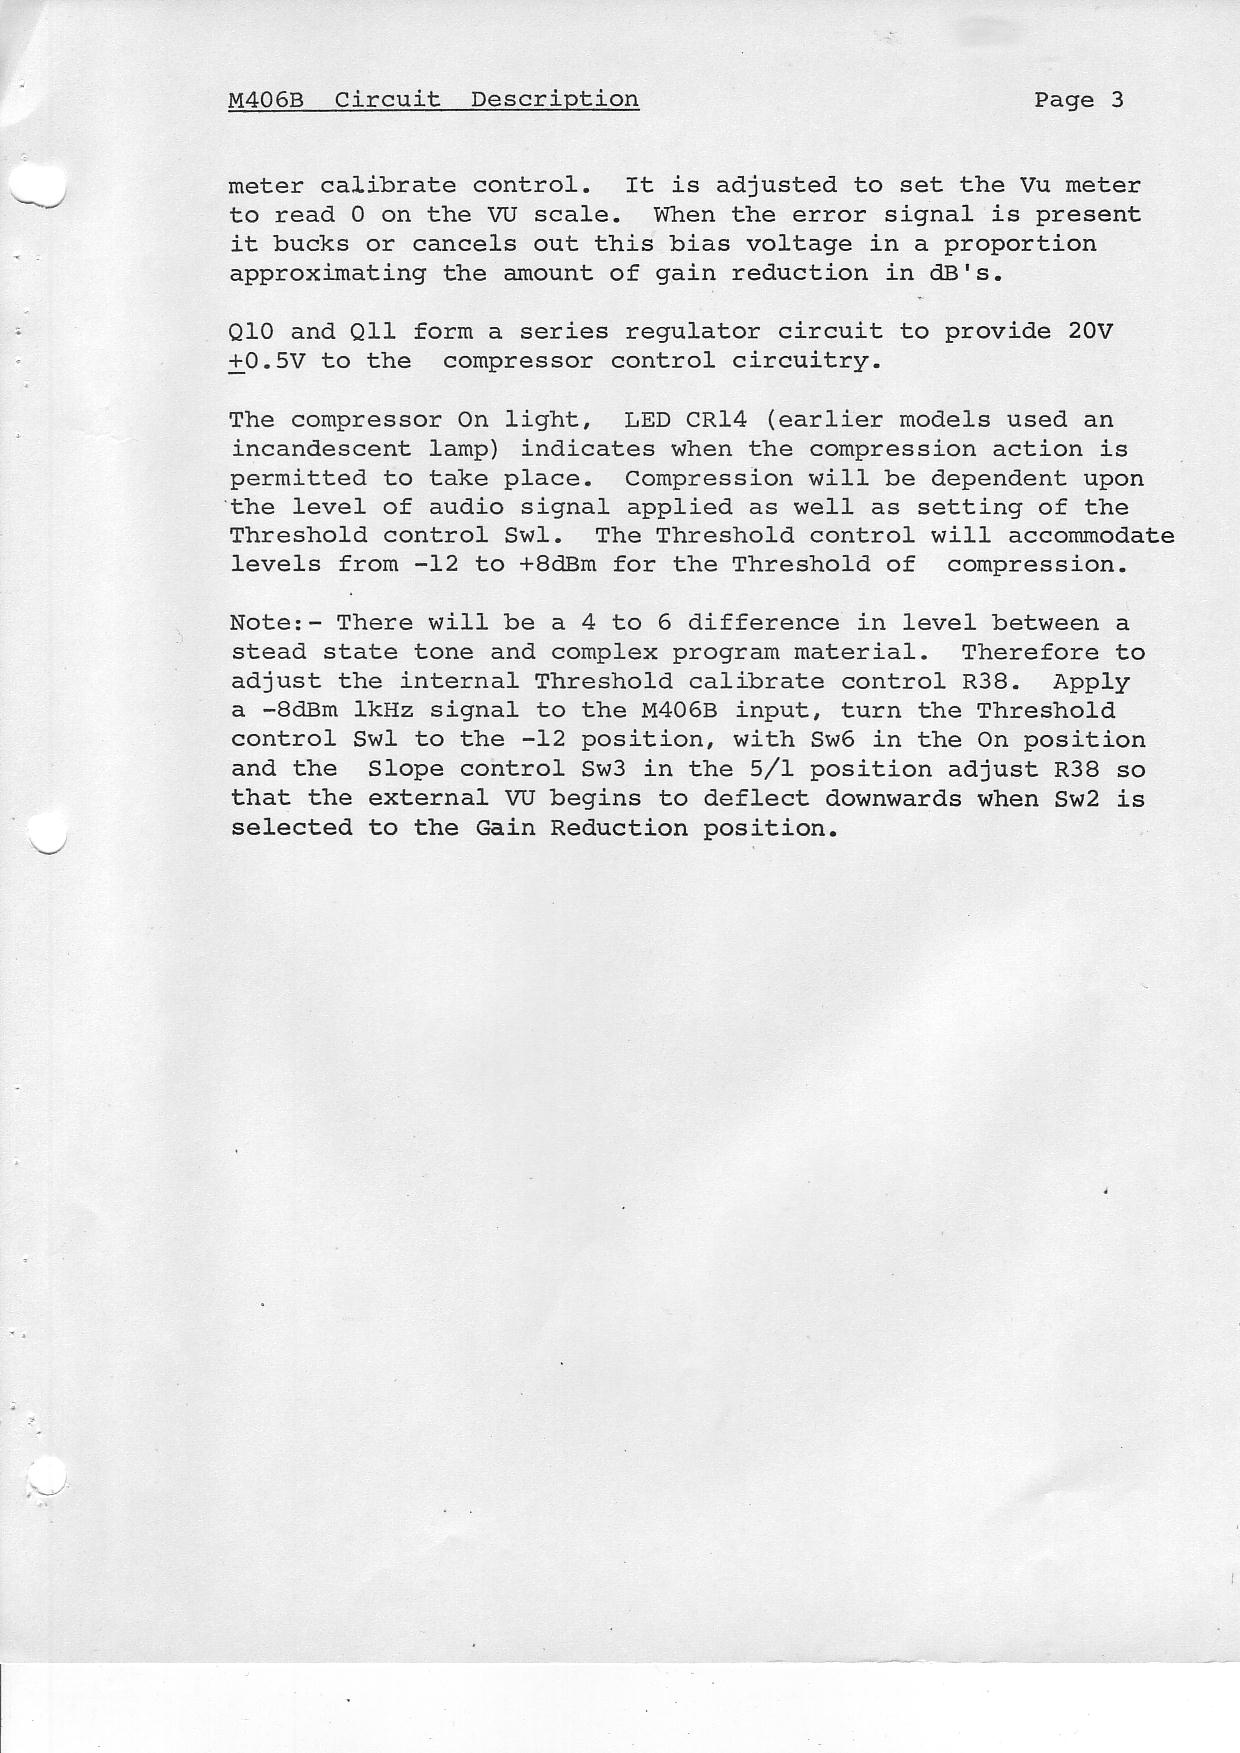 M406B Circuit Description Page 3
meter calibrate control. It is adjusted to set the Vu meter
to read 0 on the VU scale. When the error signal is present
it bucks or cancels out this bias voltage in a proportion
approximating the amount of gain reduction in dB's.
Q10 and Q11 form a series regulator circuit to provide 20V
±0.5V to the compressor control circuitry.
The compressor On light, LED CR14 (earlier models used an
incandescent lamp) indicates when the compression action is
permitted to take place. Compression will be dependent upon
the level of audio signal applied as well as setting of the
Threshold control Sw1. The Threshold control will accommodate
levels from -12 to +8dBm for the Threshold of compression.
Note:- There will be a 4 to 6 difference in level between a
stead state tone and complex program material. Therefore to
adjust the internal Threshold calibrate control R38. Apply
a -8dBm 1kHz signal to the M406B input, turn the Threshold
control Sw1 to the -12 position, with Sw6 in the On position
and the Slope control Sw3 in the 5/1 position adjust R38 so
that the external VU begins to deflect downwards when Sw2 is
selected to the Gain Reduction position.